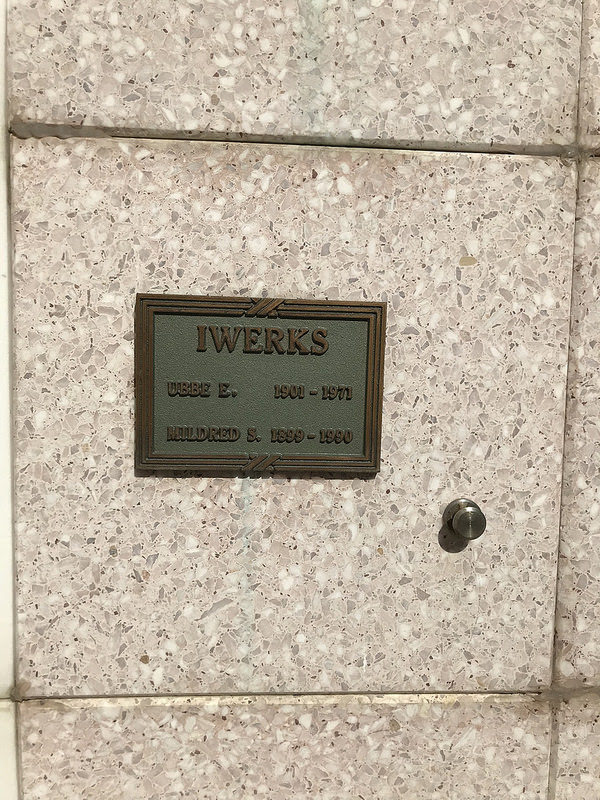 IWERKS
UBBE E. 1901 - 1971
MILDRED S. 1899 - 1990